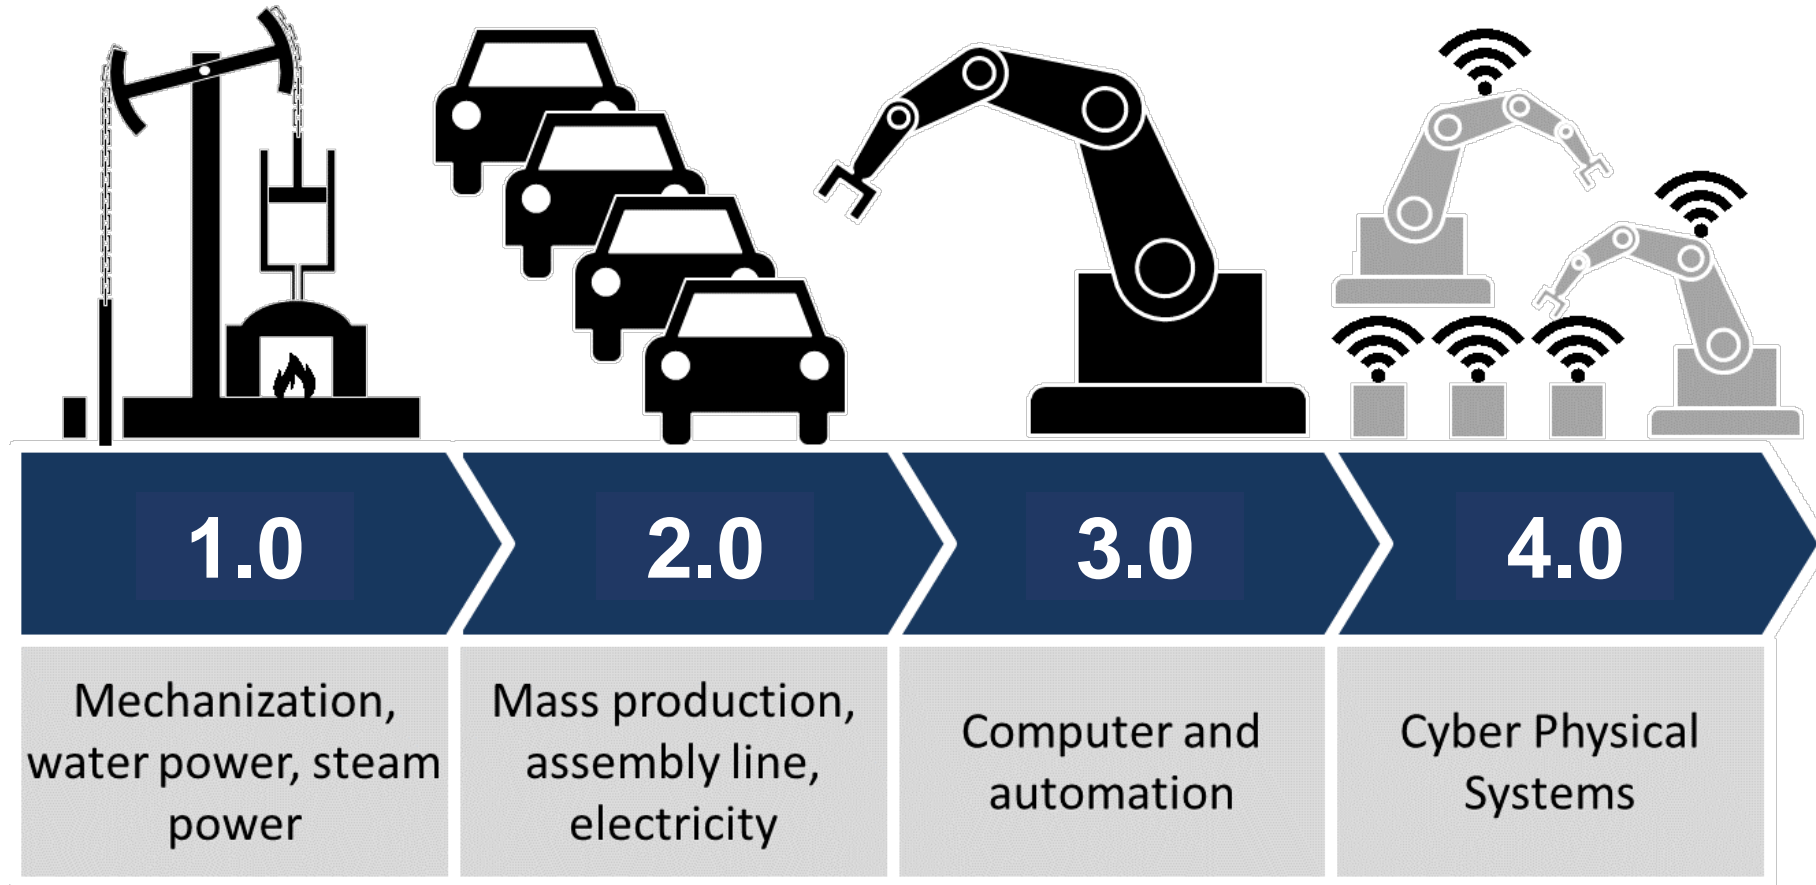 1.0
2.0
3.0
4.0
Mechanization,
water power, steam
power
Mass production,
assembly line,
electricity
Computer and
automation
Cyber Physical
Systems